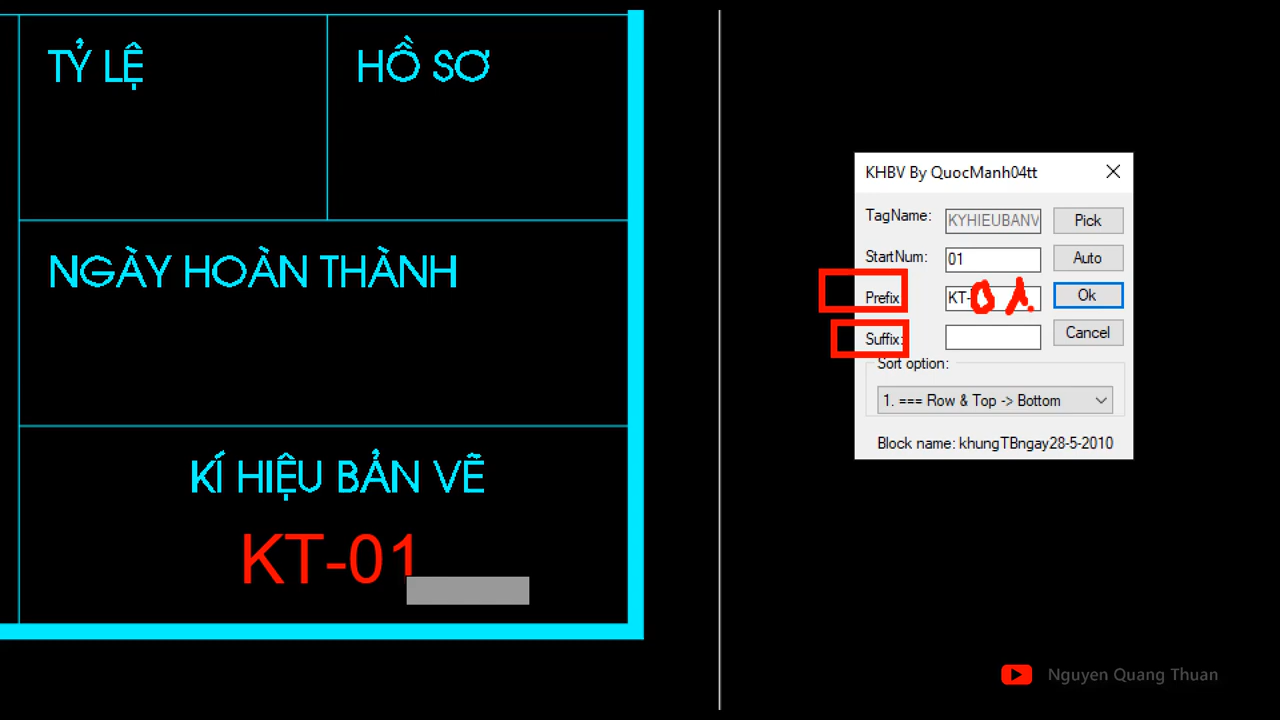 TỶ LỆ
HỒ SƠ
NGÀY HOÀN THÀNH
KÍ HIỆU BẢN VẼ
KT-01
KHBV By QuocManh04tt
TagName: KYHIEUBANV Pick
StartNum: 01 Auto
Prefix KT-01. Ok
Suffix: Cancel
Sort option:
1. === Row & Top -> Bottom
Block name: khungTBngay28-5-2010
Nguyen Quang Thuan